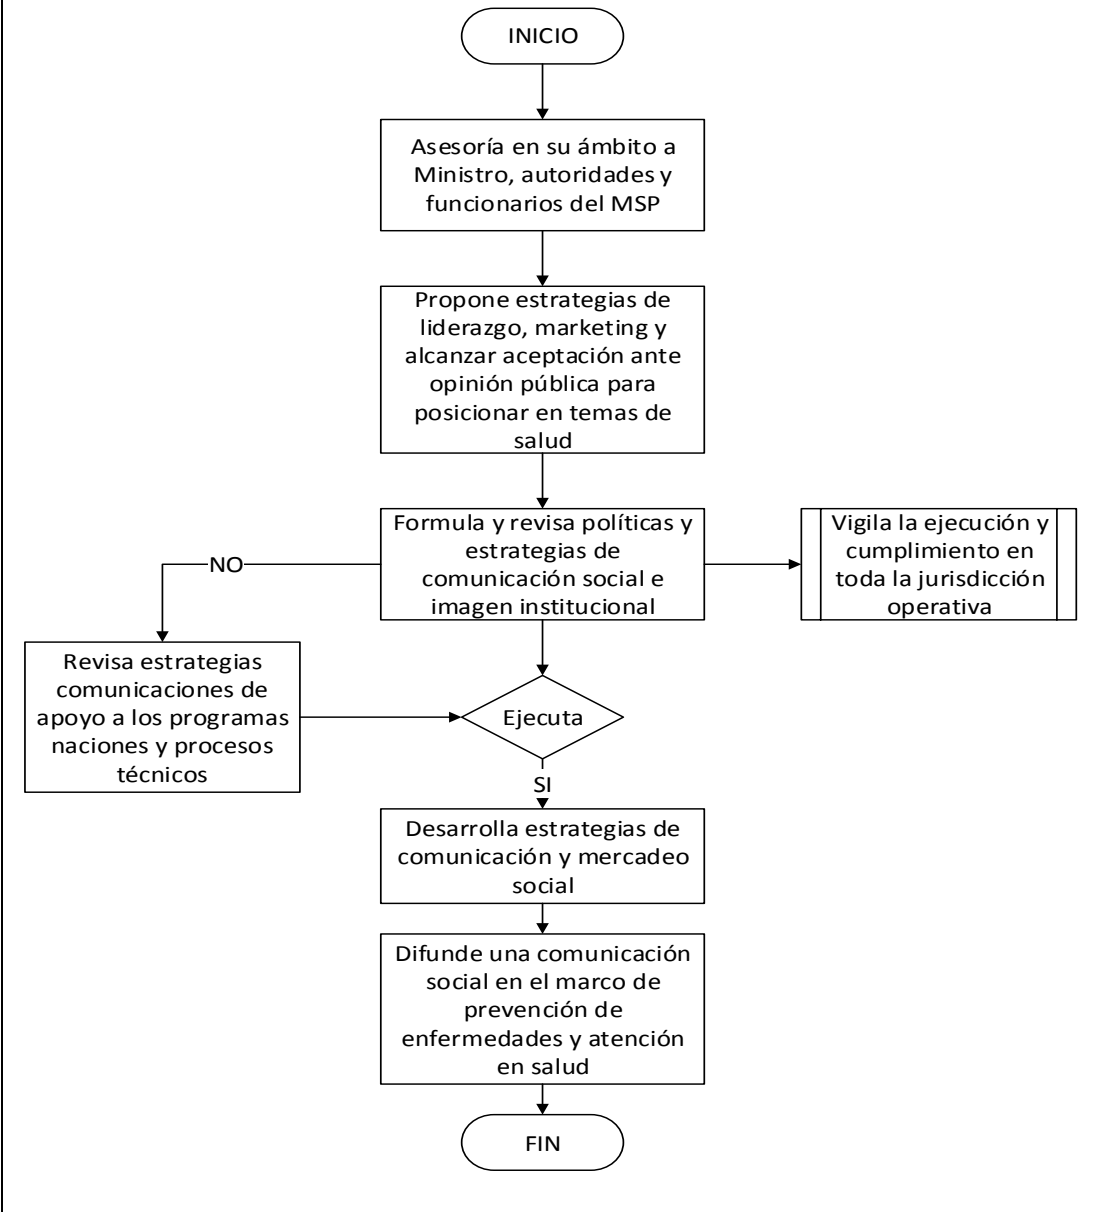 INICIO
Asesoría en su ámbito a
Ministro, autoridades y
funcionarios del MSP
Propone estrategias de
liderazgo, marketing y
alcanzar aceptación ante
opinión pública para
posicionar en temas de
salud
Formula y revisa políticas y
estrategias de
comunicación social e
imagen institucional
Vigila la ejecución y
cumplimiento en
toda la jurisdicción
operativa
NO
Revisa estrategias
comunicaciones de
apoyo a los programas
naciones y procesos
técnicos
Ejecuta
SI
Desarrolla estrategias de
comunicación y mercadeo
social
Difunde una comunicación
social en el marco de
prevención de
enfermedades y atención
en salud
FIN